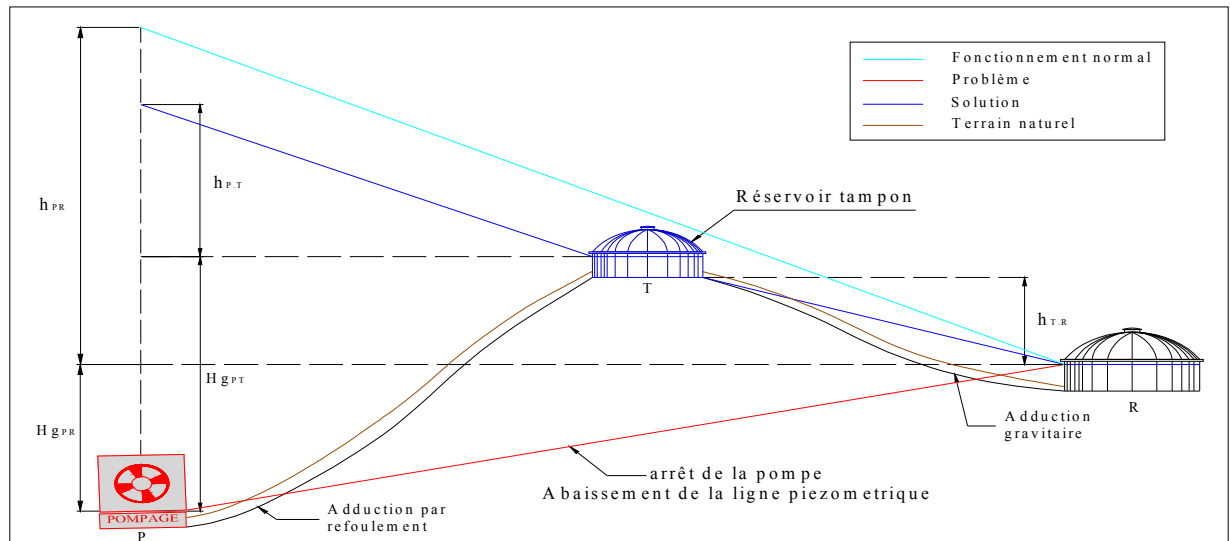 Fonctionnement normal
Problème
Solution
Terrain naturel
h P.T
h PR
Réservoir tampon
T
h T.R
Hg PT
Hg PR
R
Adduction
gravitaire
arrêt de la pompe
Abaissement de la ligne piezometrique
Adduction par
refoulement
POMPAGE
P